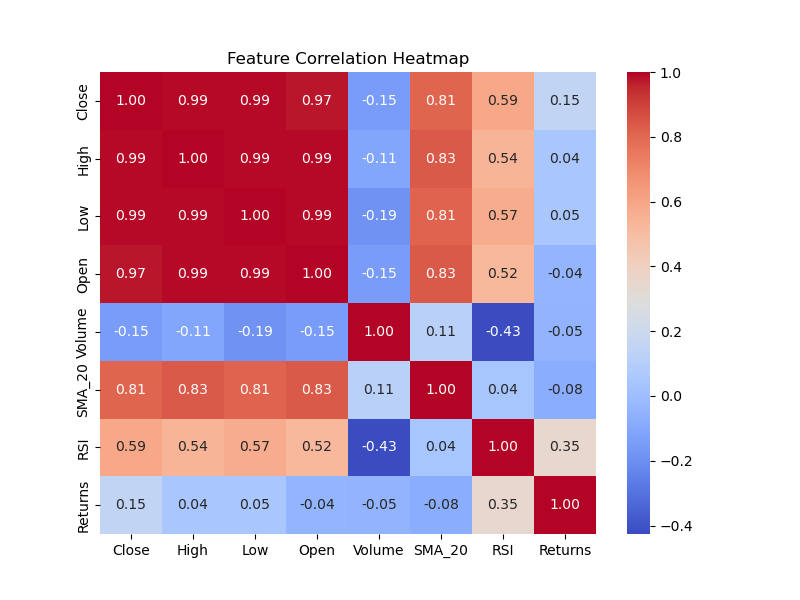 Feature Correlation Heatmap
Close 1.00 0.99 0.99 0.97 -0.15 0.81 0.59 0.15
High 0.99 1.00 0.99 0.99 -0.11 0.83 0.54 0.04
Low 0.99 0.99 1.00 0.99 -0.19 0.81 0.57 0.05
Open 0.97 0.99 0.99 1.00 -0.15 0.83 0.52 -0.04
Volume -0.15 -0.11 -0.19 -0.15 1.00 0.11 -0.43 -0.05
SMA_20 0.81 0.83 0.81 0.83 0.11 1.00 0.04 -0.08
RSI 0.59 0.54 0.57 0.52 -0.43 0.04 1.00 0.35
Returns 0.15 0.04 0.05 -0.04 -0.05 -0.08 0.35 1.00
Close High Low Open Volume SMA_20 RSI Returns
1.0
0.8
0.6
0.4
0.2
0.0
−0.2
−0.4